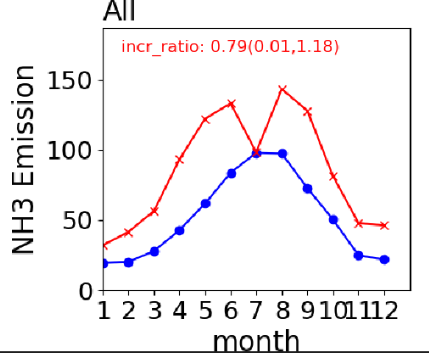 All
incr_ratio: 0.79(0.01,1.18)
NH3 Emission
150
100
50
0
1 2 3 4 5 6 7 8 9 10 11 12
month